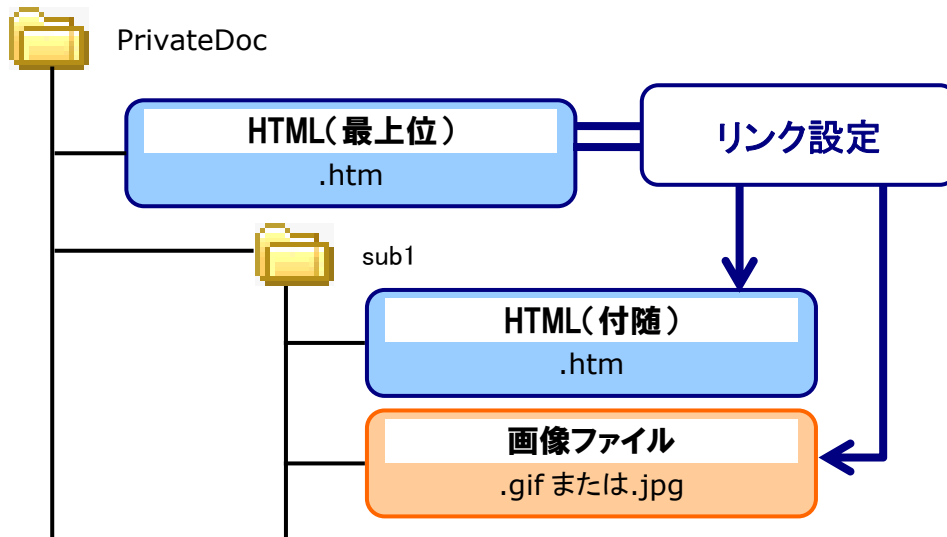 PrivateDoc
HTML(最上位)
.htm
リンク設定
sub1
HTML(付随)
.htm
画像ファイル
.gif または.jpg